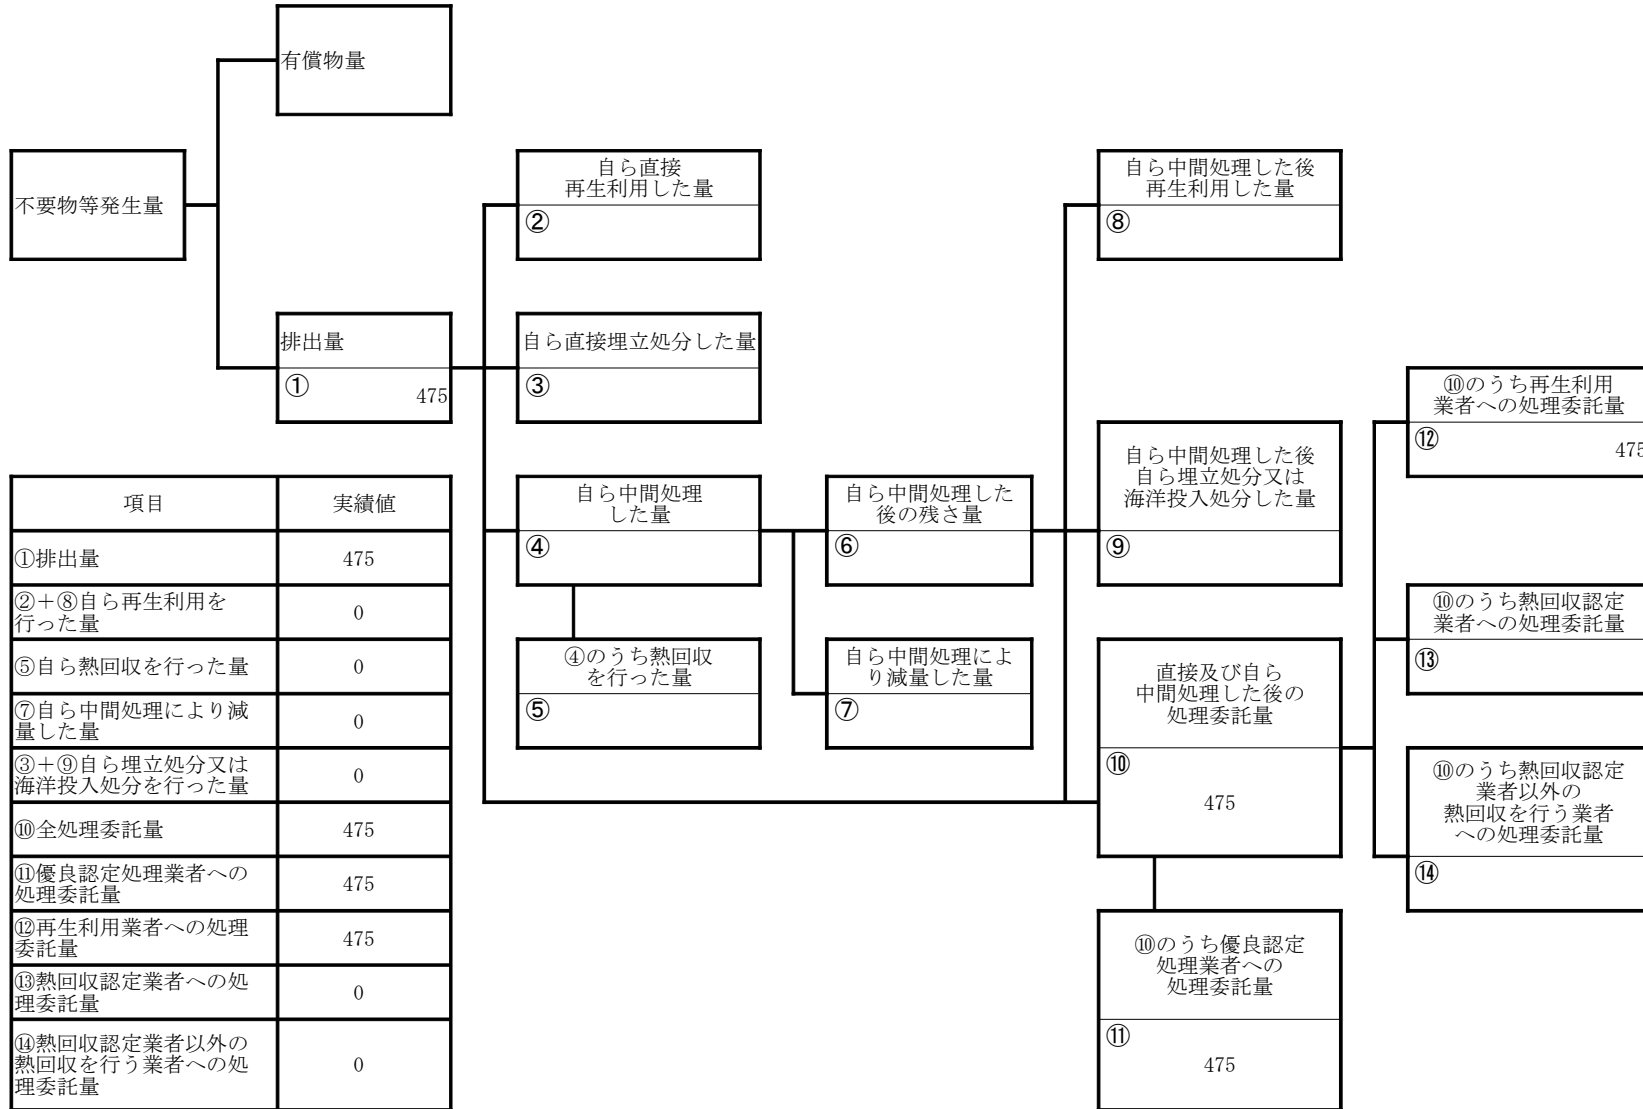 有償物量
不要物等発生量
自ら直接
再生利用した量
②
自ら中間処理した後
再生利用した量
⑧
排出量
①
475
自ら直接埋立処分した量
③
⑩のうち再生利用
業者への処理委託量
⑫
475
自ら中間処理
した量
④
自ら中間処理した
後の残さ量
⑥
自ら中間処理した後
自ら埋立処分又は
海洋投入処分した量
⑨
④のうち熱回収
を行った量
⑤
自ら中間処理によ
り減量した量
⑦
直接及び自ら
中間処理した後の
処理委託量
⑩
475
⑩のうち熱回収認定
業者への処理委託量
⑬
⑩のうち熱回収認定
業者以外の
熱回収を行う業者
への処理委託量
⑭
⑩のうち優良認定
処理業者への
処理委託量
⑪
475
項目 実績値
①排出量 475
②+⑧自ら再生利用を
行った量 0
⑤自ら熱回収を行った量 0
⑦自ら中間処理により減
量した量 0
③+⑨自ら埋立処分又は
海洋投入処分を行った量 0
⑩全処理委託量 475
⑪優良認定処理業者への
処理委託量 475
⑫再生利用業者への処理
委託量 475
⑬熱回収認定業者への処
理委託量 0
⑭熱回収認定業者以外の
熱回収を行う業者への処 0
理委託量